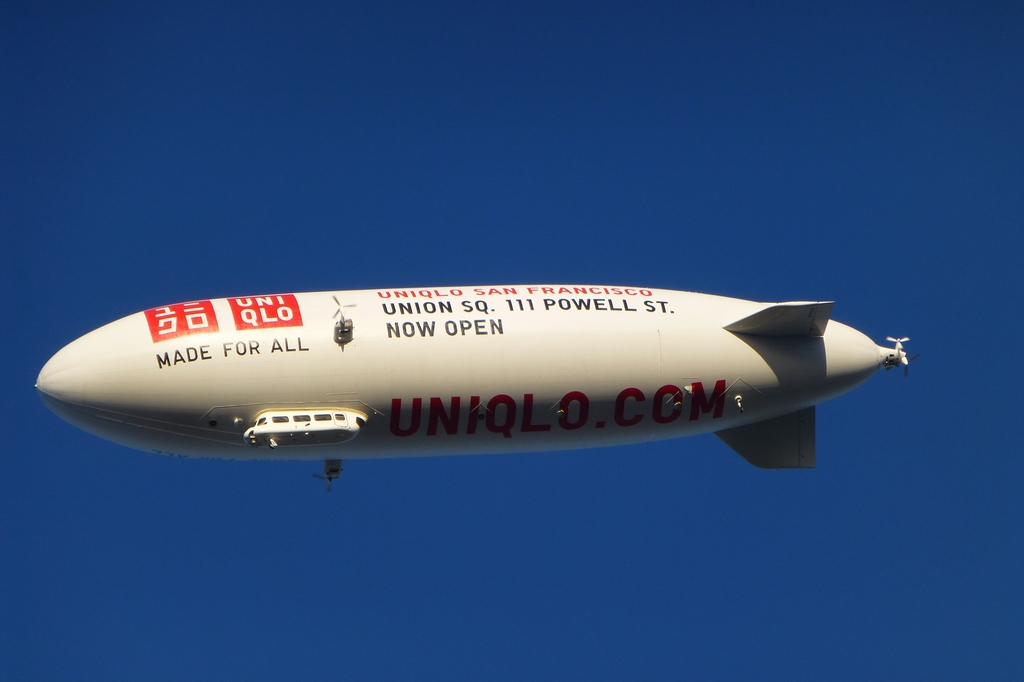 ユニ
クロ
UNI
QLO
MADE FOR ALL
UNIQLO SAN FRANCISCO
UNION SQ. 111 POWELL ST.
NOW OPEN
UNIQLO.COM